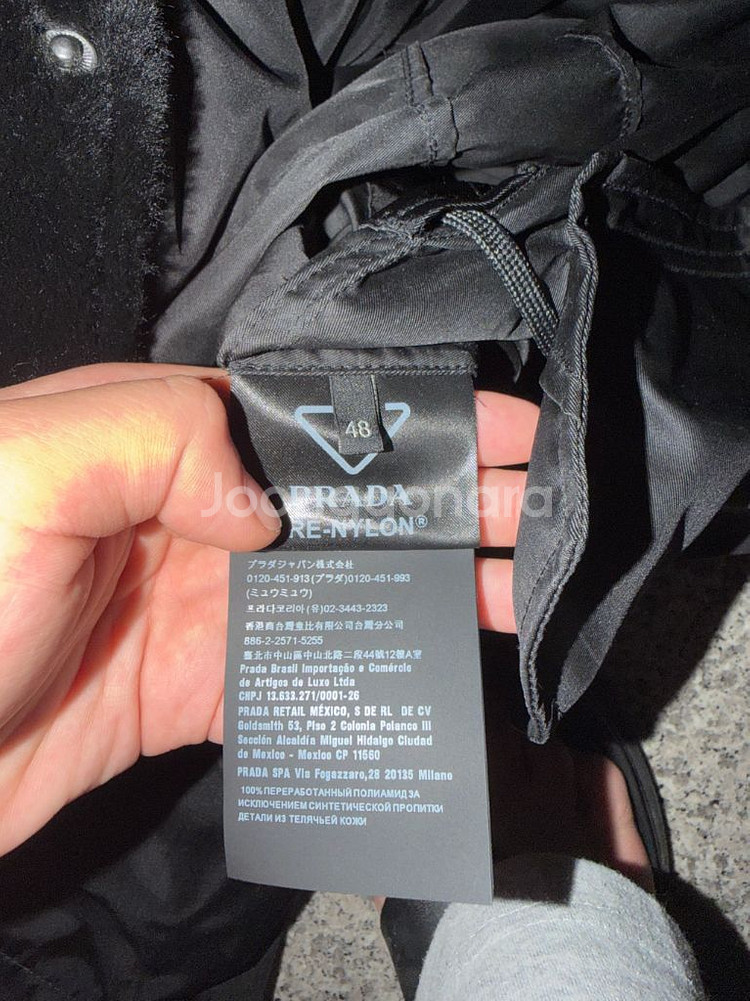 48
PRADA
RE-NYLON®
Joongonara
プラダジャパン株式会社
0120-451-913(プラダ)0120-451-993
(ミュウミュウ)
프라다코리아(유)02-3443-2323
香港商台灣壹比有限公司台灣分公司
886-2-2571-5255
臺北市中山區中山北路二段44號12樓A室
Prada Brasil Importação e Comércio
de Artigos de Luxo Ltda
CNPJ 13.633.271/0001-26
PRADA RETAIL MÉXICO, S DE RL DE CV
Goldsmith 53, Piso 2 Colonia Polanco III
Sección Alcaldía Miguel Hidalgo Ciudad
de Mexico - Mexico CP 11560
PRADA SPA Via Fogazzaro,28 20135 Milano
100% ПЕРЕРАБОТАННЫЙ ПОЛИАМИД ЗА
ИСКЛЮЧЕНИЕМ СИНТЕТИЧЕСКОЙ ПРОПИТКИ
ДЕТАЛИ ИЗ ТЕЛЯЧЬЕЙ КОЖИ